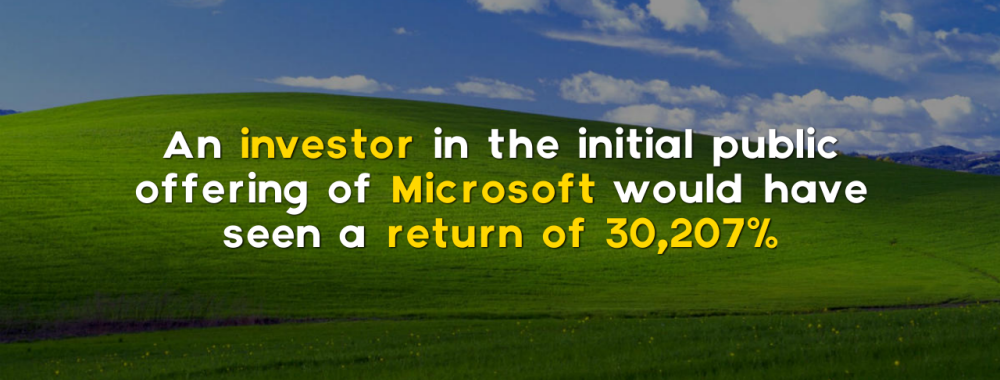 An investor in the initial public
offering of Microsoft would have
seen a return of 30,207%